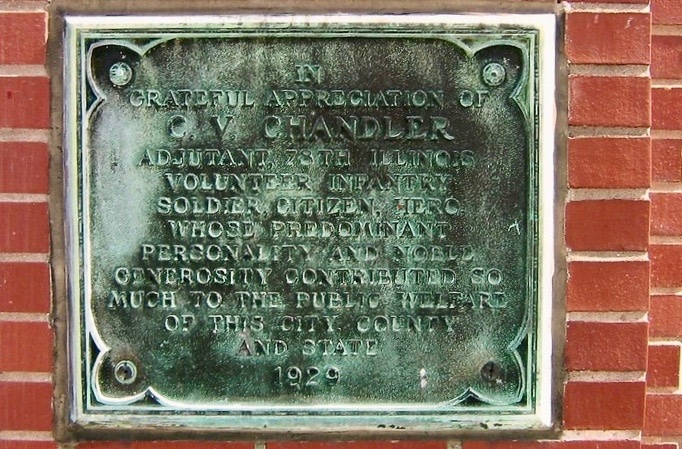 IN
GRATEFUL APPRECIATION OF
C. V. CHANDLER
ADJUTANT, 78TH ILLINOIS
VOLUNTEER INFANTRY
SOLDIER, CITIZEN, HERO.
WHOSE PREDOMINANT
PERSONALITY AND NOBLE
GENEROSITY CONTRIBUTED SO
MUCH TO THE PUBLIC WELFARE
OF THIS CITY, COUNTY
AND STATE
1929